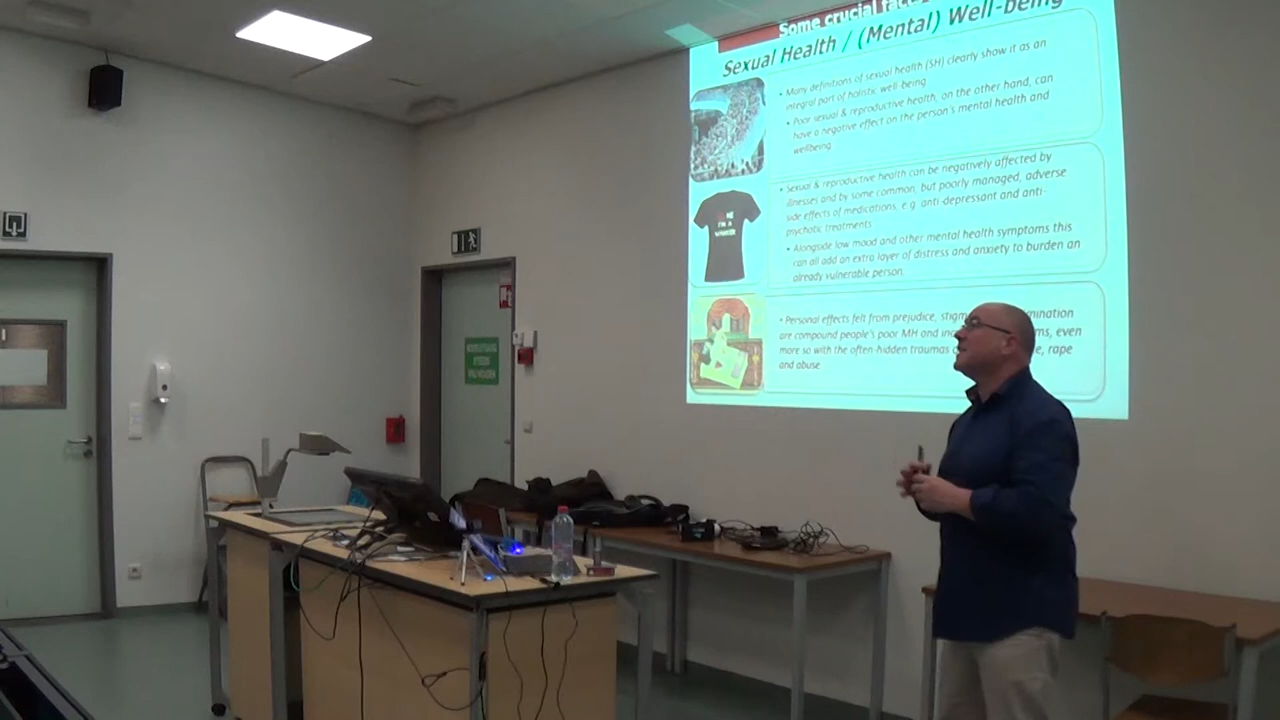 Some crucial
Sexual Health / (Mental) Well-being
• Many definitions of sexual health (SH) clearly show it as an
integral part of holistic well-being
• Poor sexual & reproductive health, on the other hand, can
have a negative effect on the person's mental health and
wellbeing.
• Sexual & reproductive health can be negatively affected by
illnesses and by some common, but poorly managed, adverse
side effects of medications, e.g. anti-depressant and anti-
psychotic treatments
• Alongside low mood and other mental health symptoms this
can all add an extra layer of distress and anxiety to burden an
already vulnerable person.
• Personal effects felt from prejudice,
are compound people's poor MH and even
more so with the often-hidden traumas rape
and abuse.
I'M A